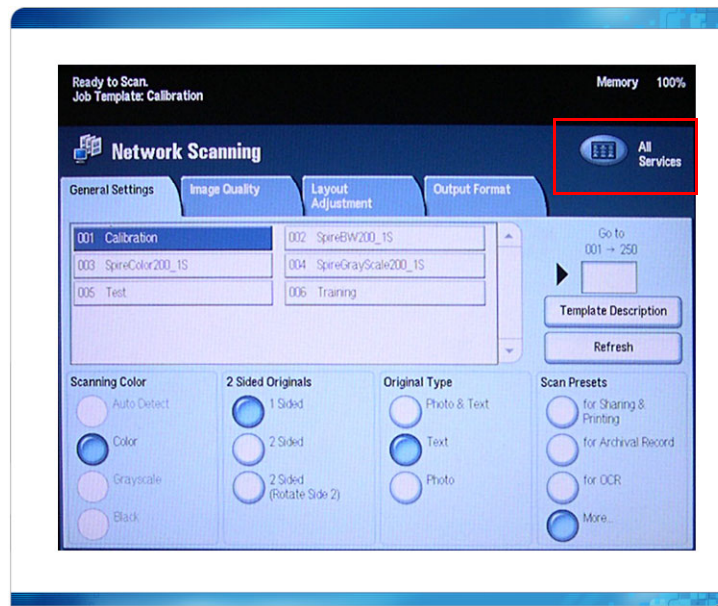 Ready to Scan.
Job Template: Calibration
Memory 100%
Network Scanning
All
Services
General Settings
Image Quality
Layout
Adjustment
Output Format
001 Calibration
002 SpireBW200_1S
003 SpireColor200_1S
004 SpireGrayScale200_1S
005 Test
006 Training
Go to
001 → 250
Template Description
Refresh
Scanning Color
Auto Detect
Color
Grayscale
Black
2 Sided Originals
1 Sided
2 Sided
2 Sided
(Rotate Side 2)
Original Type
Photo & Text
Text
Photo
Scan Presets
for Sharing &
Printing
for Archival Record
for OCR
More...